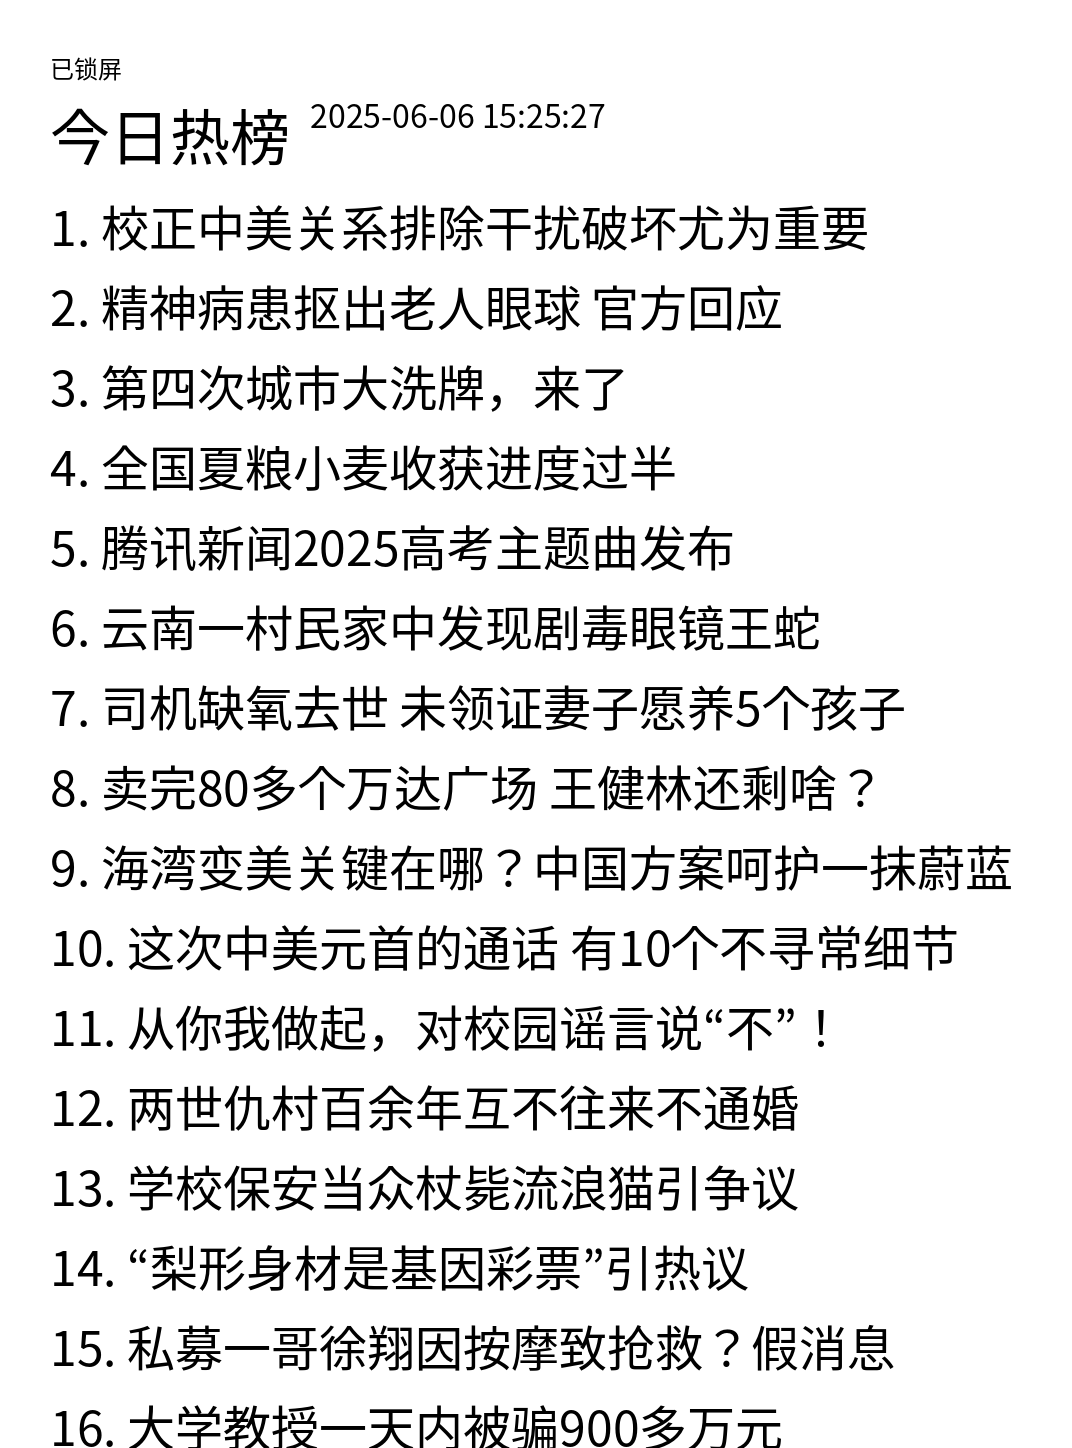 已锁屏
今日热榜 2025-06-06 15:25:27
1. 校正中美关系排除干扰破坏尤为重要
2. 精神病患抠出老人眼球 官方回应
3. 第四次城市大洗牌，来了
4. 全国夏粮小麦收获进度过半
5. 腾讯新闻2025高考主题曲发布
6. 云南一村民家中发现剧毒眼镜王蛇
7. 司机缺氧去世 未领证妻子愿养5个孩子
8. 卖完80多个万达广场 王健林还剩啥？
9. 海湾变美关键在哪？中国方案呵护一抹蔚蓝
10. 这次中美元首的通话 有10个不寻常细节
11. 从你我做起，对校园谣言说“不”！
12. 两世仇村百余年互不往来不通婚
13. 学校保安当众杖毙流浪猫引争议
14. “梨形身材是基因彩票”引热议
15. 私募一哥徐翔因按摩致抢救？假消息
16. 大学教授一天内被骗900多万元